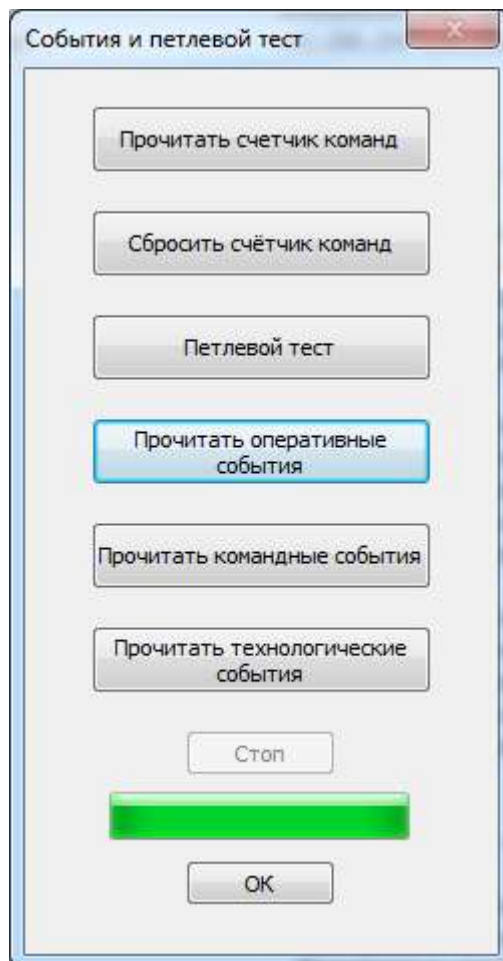 События и петлевой тест
Прочитать счетчик команд
Сбросить счётчик команд
Петлевой тест
Прочитать оперативные
события
Прочитать командные события
Прочитать технологические
события
Стоп
ОК